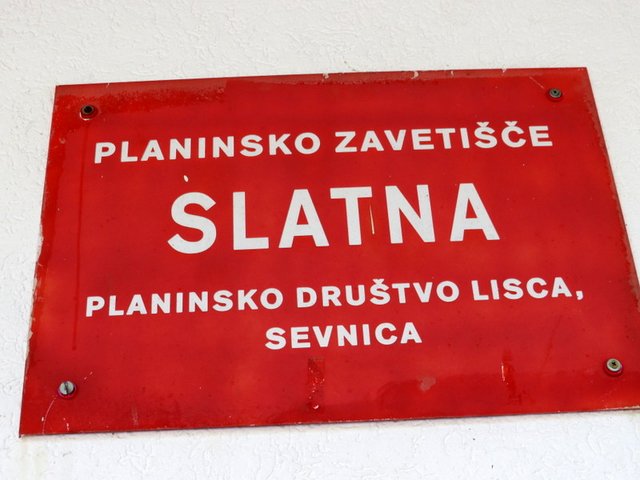 PLANINSKO ZAVETIŠČE
SLATNA
PLANINSKO DRUŠTVO LISCA,
SEVNICA